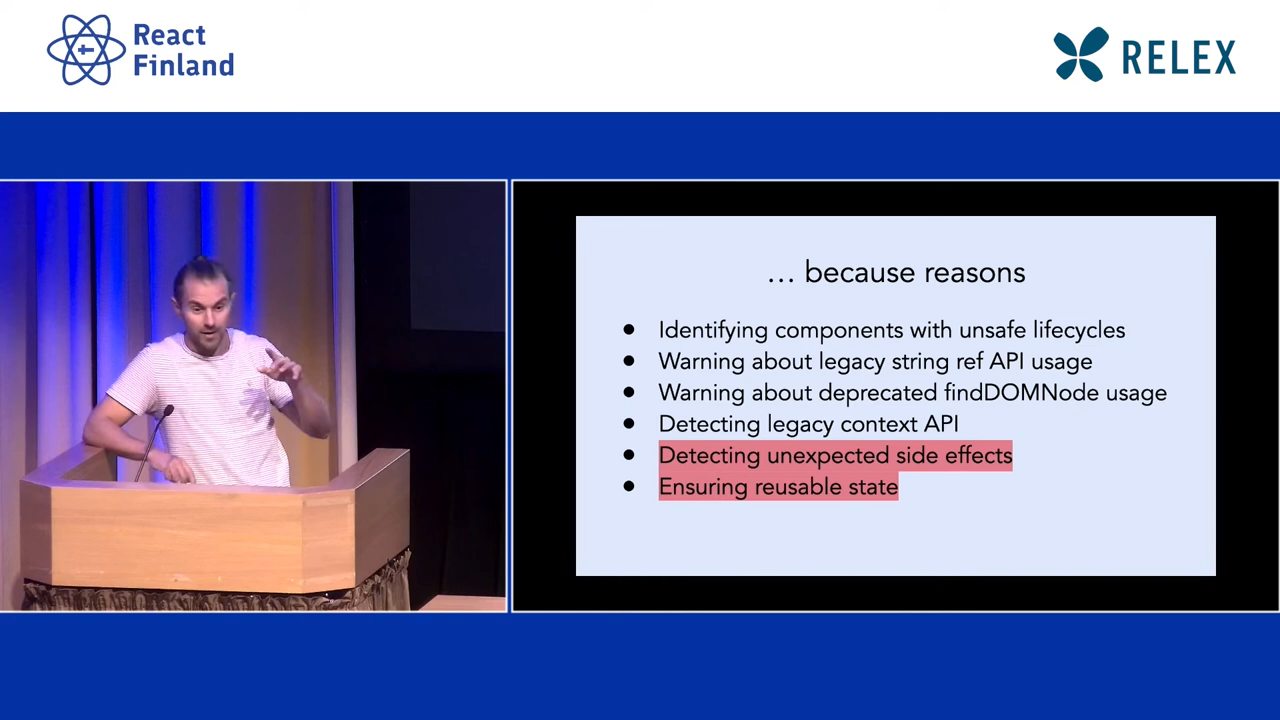 React
Finland
RELEX
... because reasons
● Identifying components with unsafe lifecycles
● Warning about legacy string ref API usage
● Warning about deprecated findDOMNode usage
● Detecting legacy context API
● Detecting unexpected side effects
● Ensuring reusable state